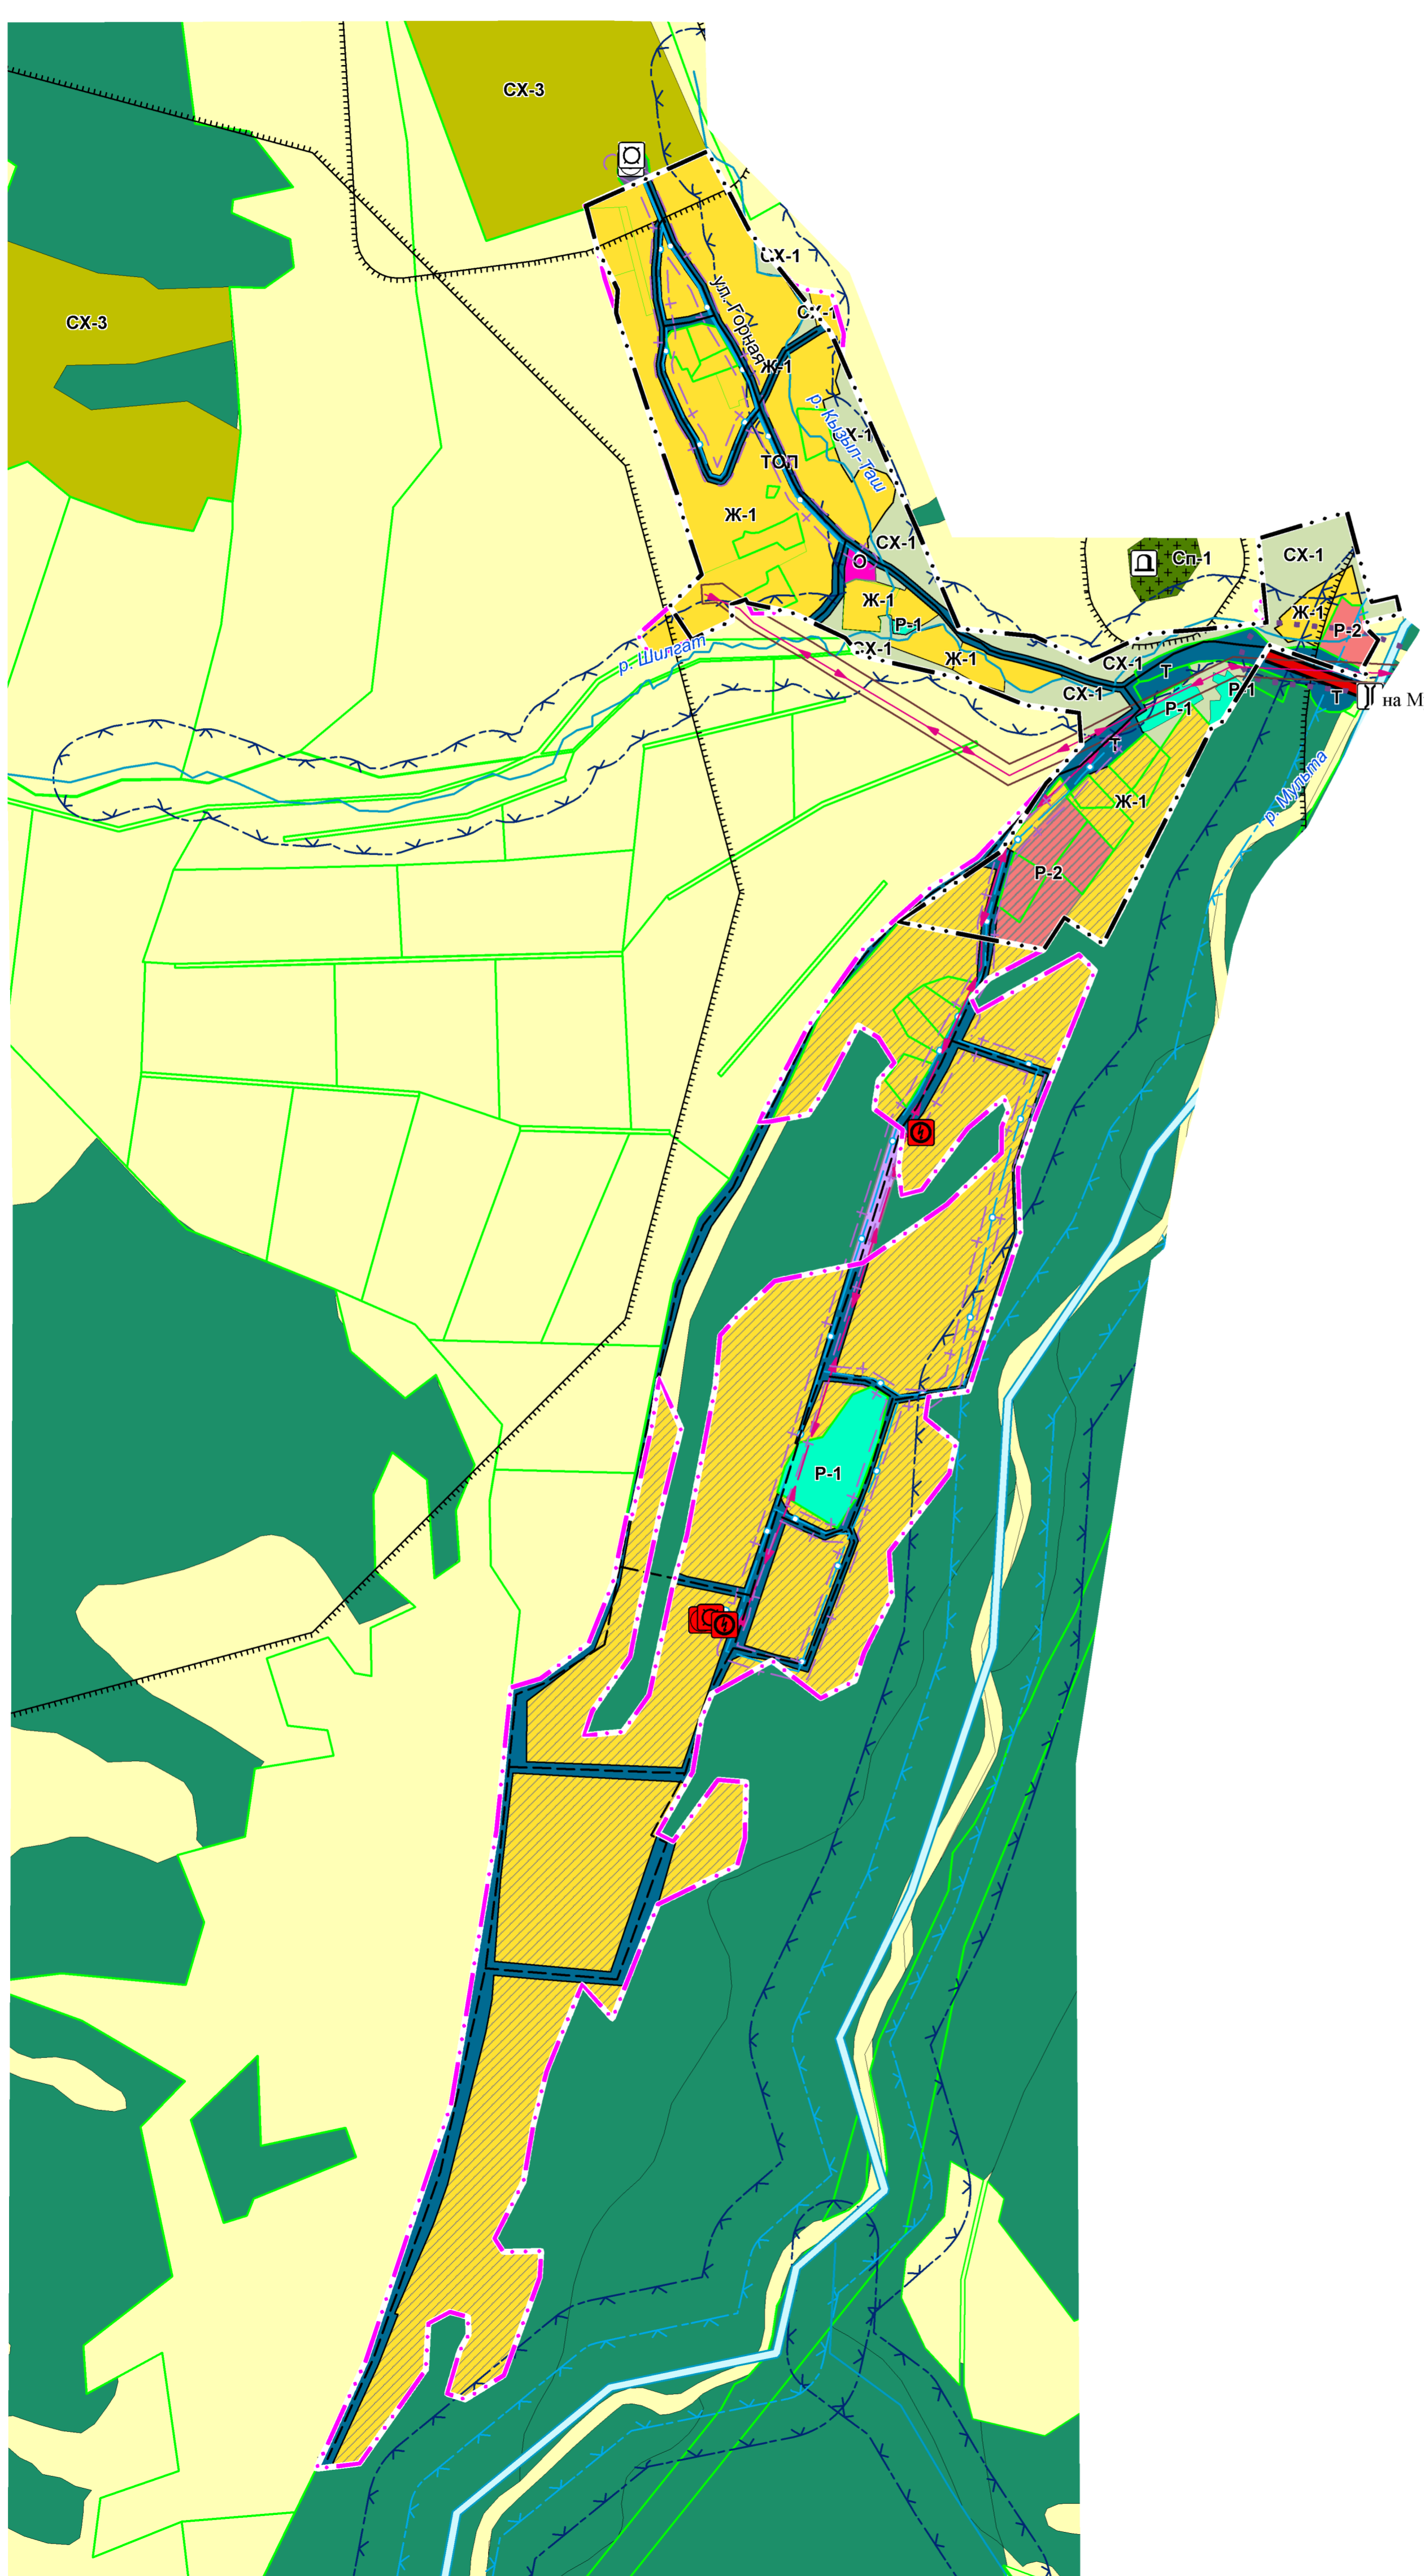 СХ-3
СХ-1
СХ-3
СХ-1
ул. Горная
Ж-1
р. Кызыл-Таш
СХ-1
ТОП
Ж-1
СХ-1
Сп-1
СХ-1
О
Ж-1
Ж-1
Р-1
Р-2
р. Шилгат
СХ-1
Ж-1
СХ-1
Т
СХ-1
Р-1
Т
на М
Р-1
Т
р. Мульта
Ж-1
Р-2
Р-1